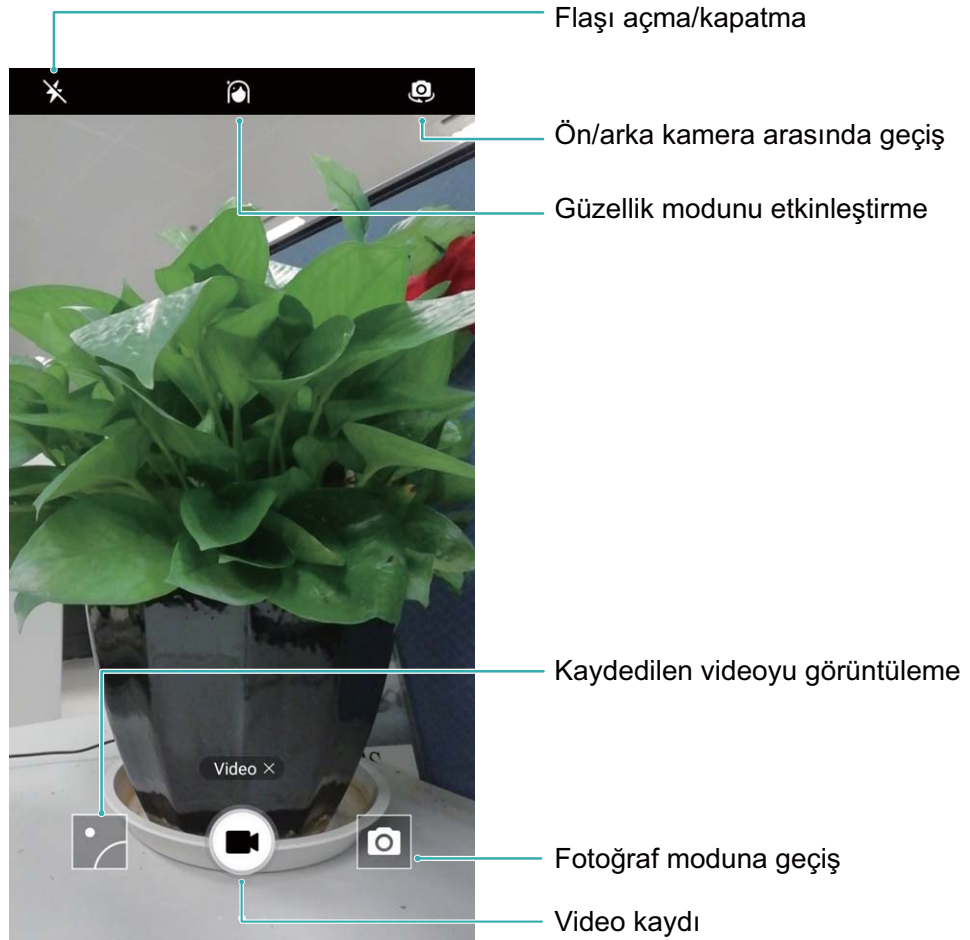 Flaşı açma/kapatma
Ön/arka kamera arasında geçiş
Güzellik modunu etkinleştirme
Kaydedilen videoyu görüntüleme
Video ×
Fotoğraf moduna geçiş
Video kaydı